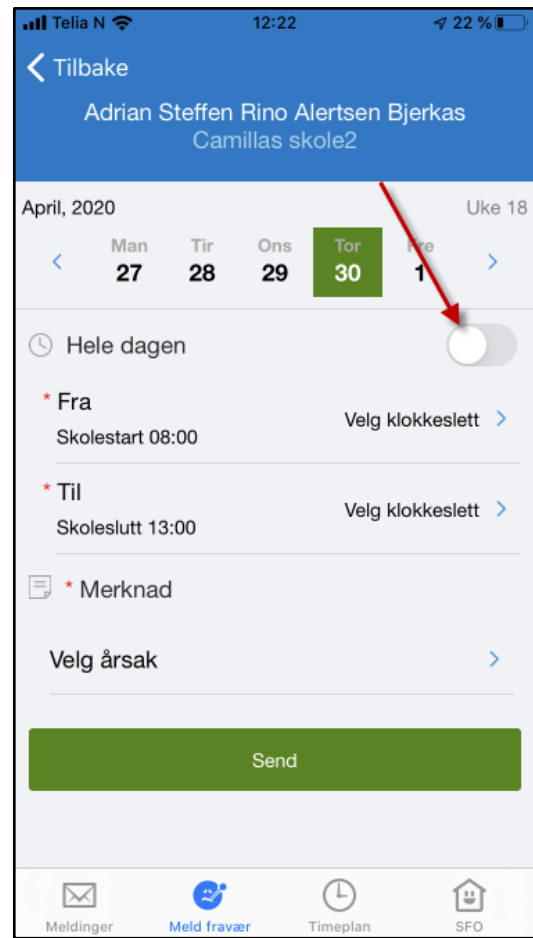 Telia N 12:22 22 %
Tilbake
Adrian Steffen Rino Alertsen Bjerkas
Camillas skole2
April, 2020 Uke 18
Man Tir Ons Tor Fre
27 28 29 30 1
Hele dagen
* Fra
Velg klokkeslett
Skolestart 08:00
* Til
Velg klokkeslett
Skoleslutt 13:00
* Merknad
Velg årsak
Send
Meldinger Meld fravær Timeplan SFO